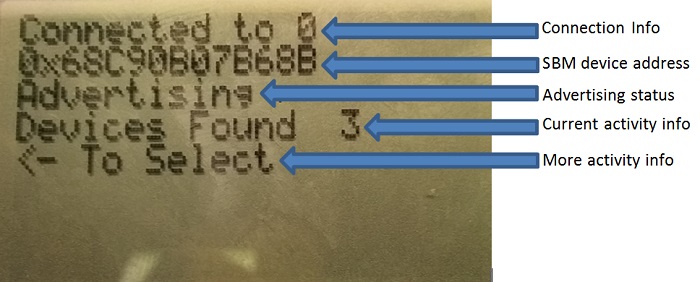 Connected to 0
Connection Info
0x68C90B07B68B
SBM device address
Advertising
Advertising status
Devices Found 3
Current activity info
<- To Select
More activity info